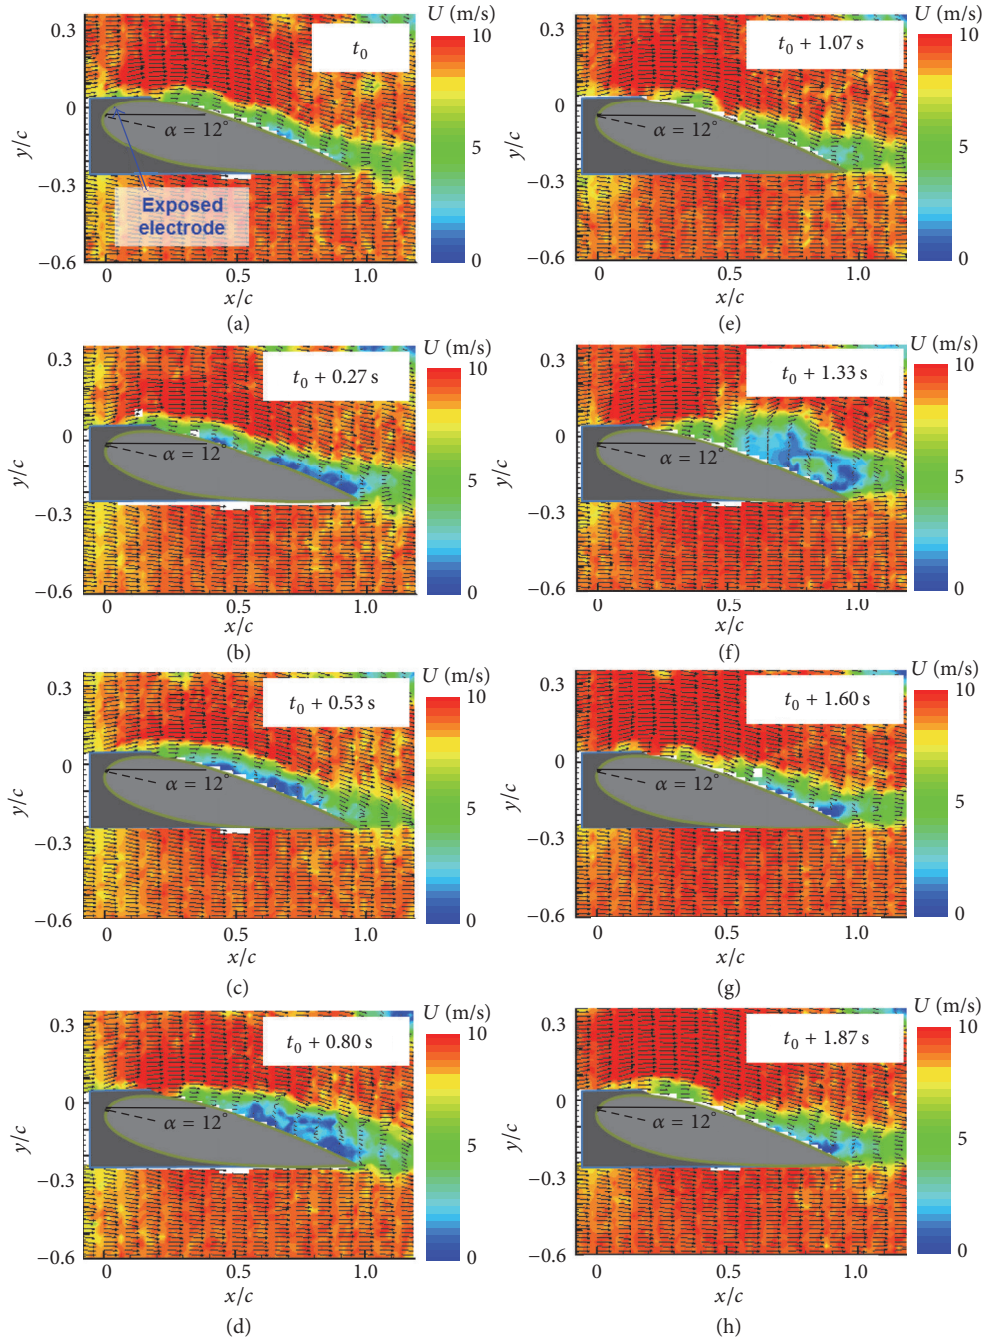 U (m/s)
10
5
0
0.3
0
−0.3
−0.6
y/c
t0
α = 12°
Exposed
electrode
0
0.5
1.0
x/c
(a)
U (m/s)
10
5
0
0.3
0
−0.3
−0.6
y/c
t0 + 0.27 s
α = 12°
0
0.5
1.0
x/c
(b)
U (m/s)
10
5
0
0.3
0
−0.3
−0.6
y/c
t0 + 0.53 s
α = 12°
0
0.5
1.0
x/c
(c)
U (m/s)
10
5
0
0.3
0
−0.3
−0.6
y/c
t0 + 0.80 s
α = 12°
0
0.5
1.0
x/c
(d)
U (m/s)
10
5
0
0.3
0
−0.3
−0.6
y/c
t0 + 1.07 s
α = 12°
0
0.5
1.0
x/c
(e)
U (m/s)
10
5
0
0.3
0
−0.3
−0.6
y/c
t0 + 1.33 s
α = 12°
0
0.5
1.0
x/c
(f)
U (m/s)
10
5
0
0.3
0
−0.3
−0.6
y/c
t0 + 1.60 s
α = 12°
0
0.5
1.0
x/c
(g)
U (m/s)
10
5
0
0.3
0
−0.3
−0.6
y/c
t0 + 1.87 s
α = 12°
0
0.5
1.0
x/c
(h)